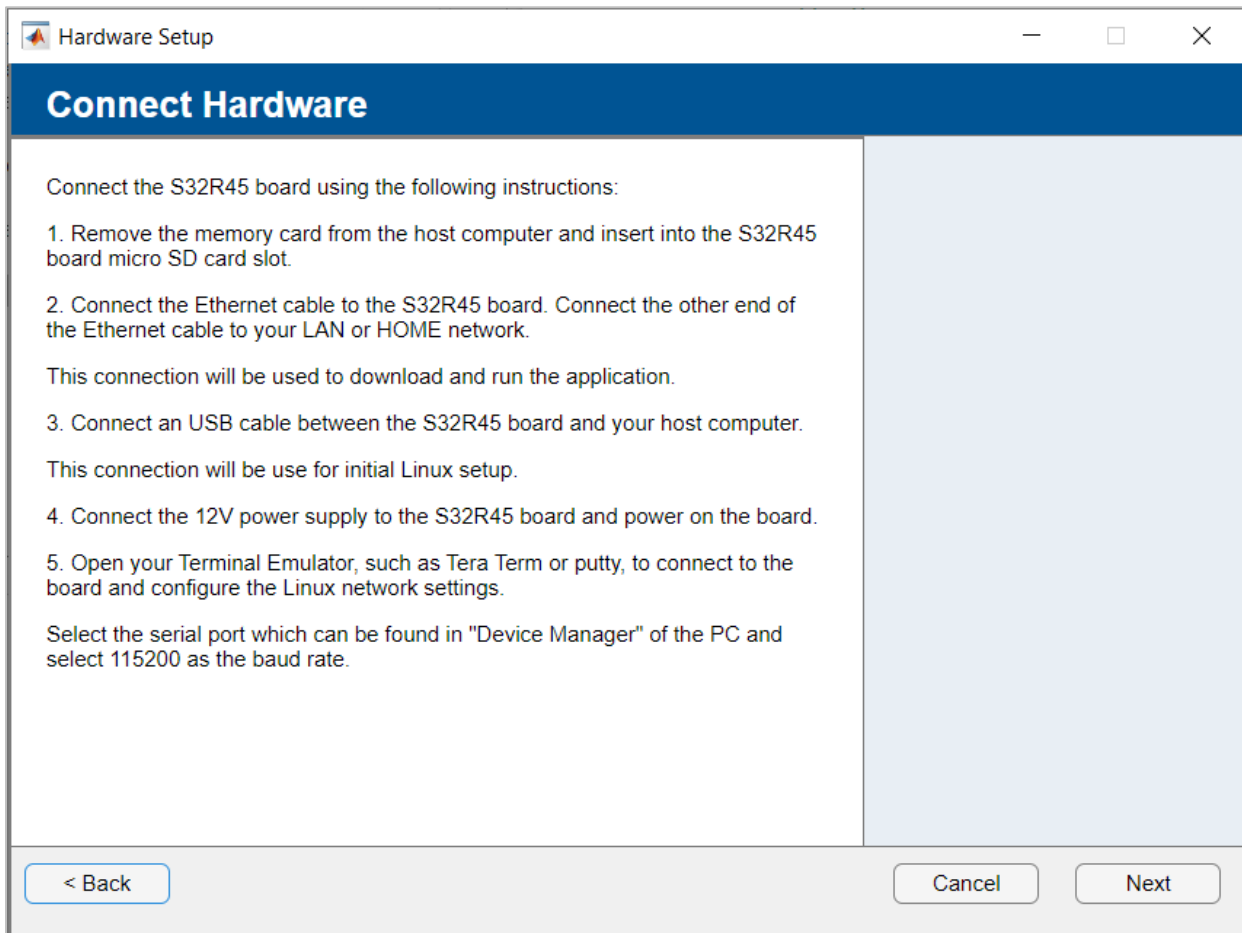 Hardware Setup
Connect Hardware
Connect the S32R45 board using the following instructions:
1. Remove the memory card from the host computer and insert into the S32R45
board micro SD card slot.
2. Connect the Ethernet cable to the S32R45 board. Connect the other end of
the Ethernet cable to your LAN or HOME network.
This connection will be used to download and run the application.
3. Connect an USB cable between the S32R45 board and your host computer.
This connection will be use for initial Linux setup.
4. Connect the 12V power supply to the S32R45 board and power on the board.
5. Open your Terminal Emulator, such as Tera Term or putty, to connect to the
board and configure the Linux network settings.
Select the serial port which can be found in "Device Manager" of the PC and
select 115200 as the baud rate.
< Back
Cancel
Next